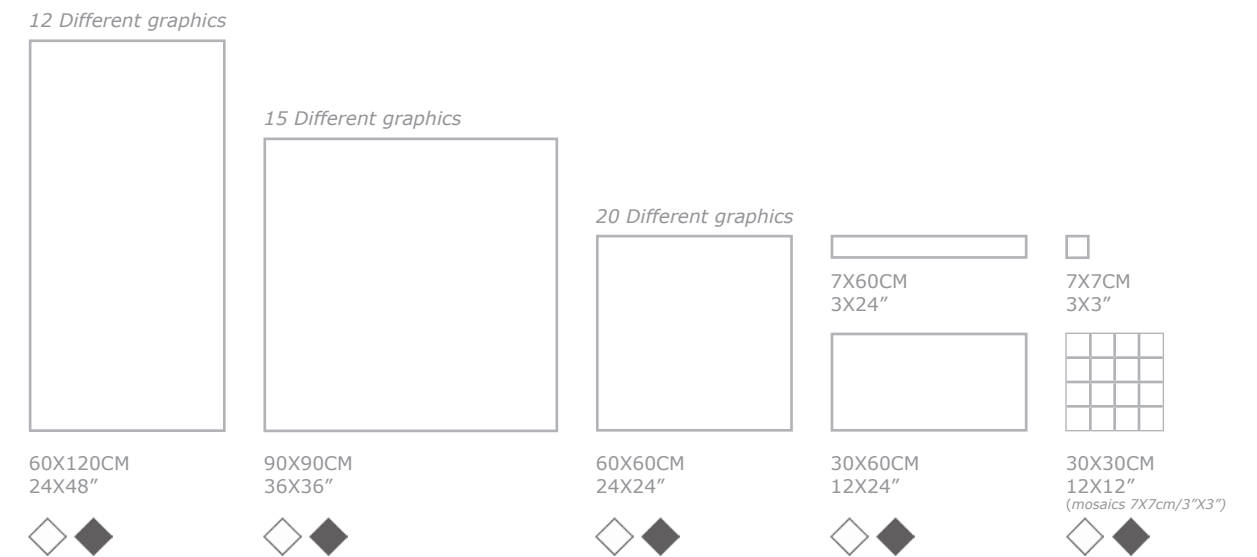 12 Different graphics
15 Different graphics
20 Different graphics
7X60CM
3X24”
7X7CM
3X3”
60X120CM
24X48”
90X90CM
36X36”
60X60CM
24X24”
30X60CM
12X24”
30X30CM
12X12”
(mosaics 7X7cm/3”X3”)